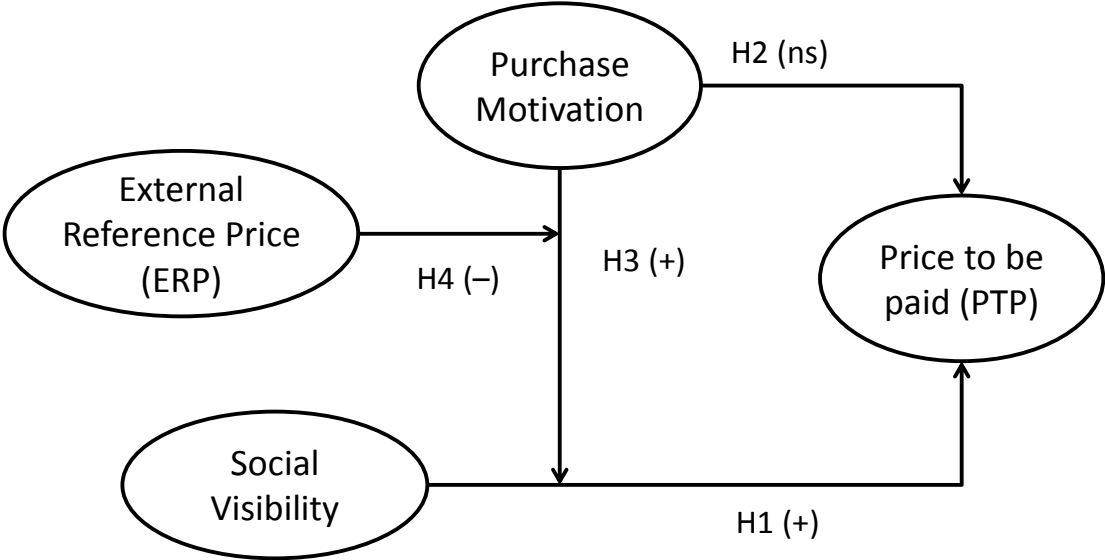 Purchase
Motivation
H2 (ns)
External
Reference Price
(ERP)
H4 (–)
H3 (+)
Price to be
paid (PTP)
Social
Visibility
H1 (+)